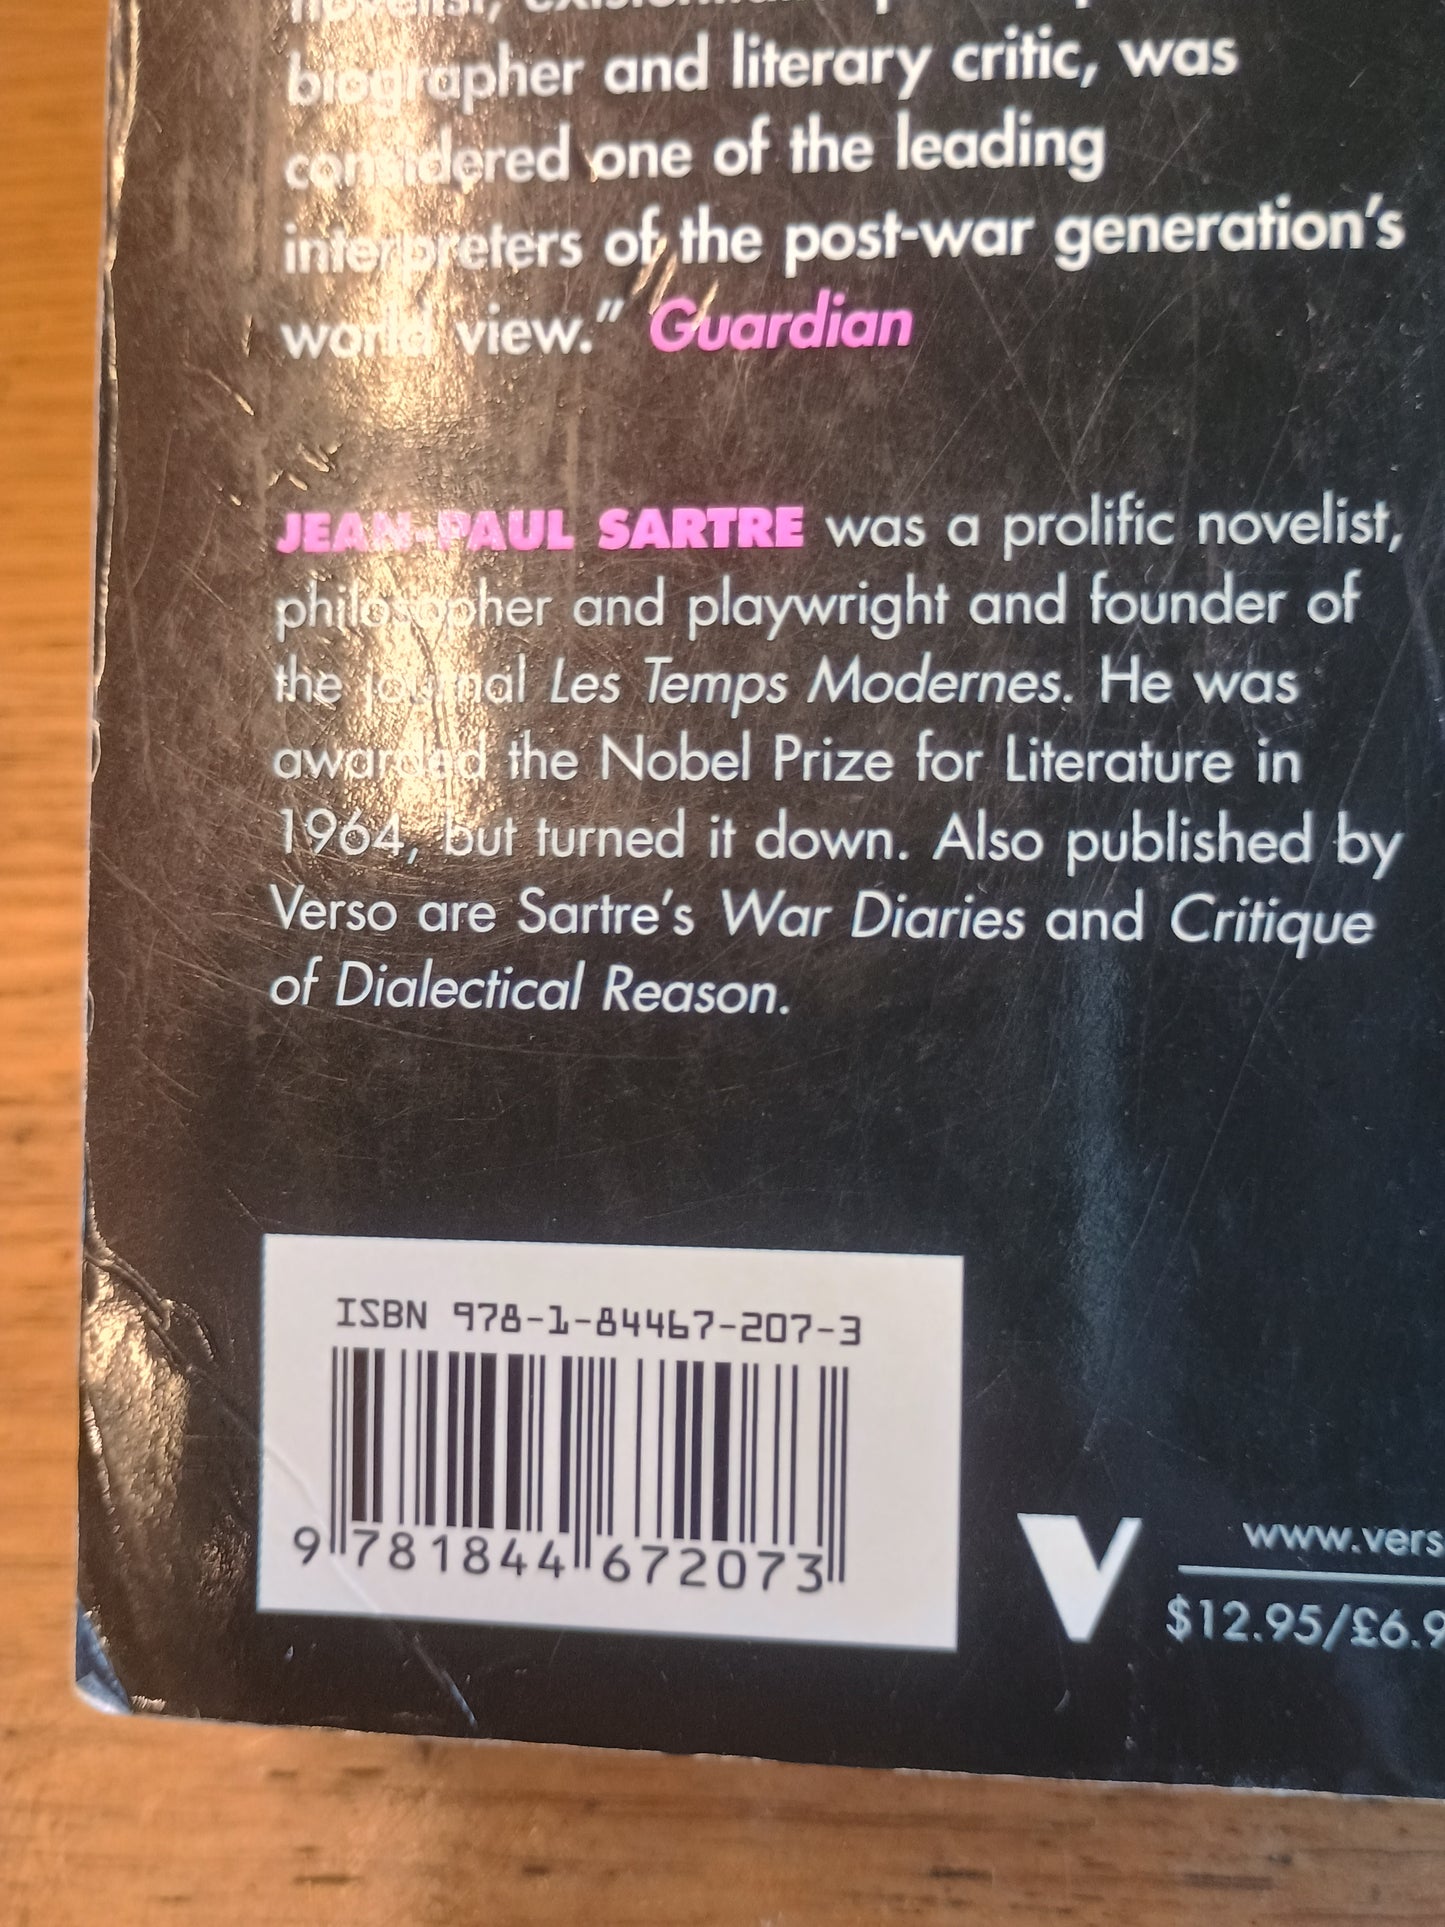 biographer and literary critic, was
considered one of the leading
interpreters of the post-war generation's
world view." Guardian
JEAN-PAUL SARTRE was a prolific novelist,
philosopher and playwright and founder of
the journal Les Temps Modernes. He was
awarded the Nobel Prize for Literature in
1964, but turned it down. Also published by
Verso are Sartre's War Diaries and Critique
of Dialectical Reason.
ISBN 978-1-84467-207-3
9 781844 672073
www.vers
$12.95/£6.9